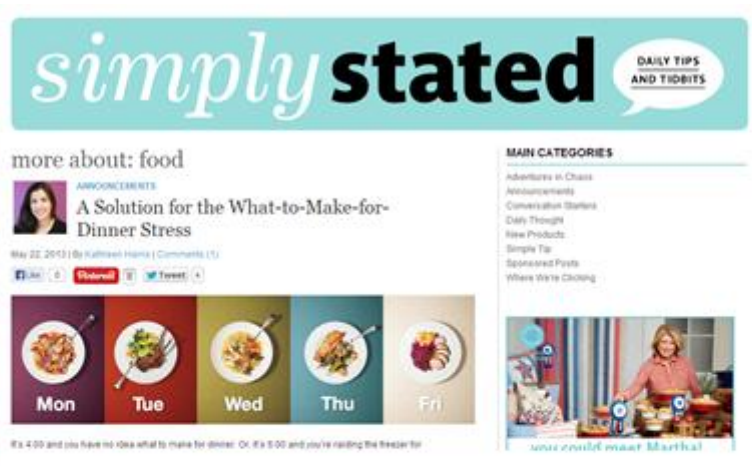 simply stated
DAILY TIPS
AND TIDBITS
more about: food
ANNOUNCEMENTS
A Solution for the What-to-Make-for-
Dinner Stress
May 22, 2013 | By Kathleen Harris | Comments (1)
Like 0 Pinterest Tweet
Mon Tue Wed Thu Fri
It's 4:00 and you have no idea what to make for dinner. Or, it's 5:00 and you're raiding the freezer for
MAIN CATEGORIES
Adventures in Chaos
Announcements
Conversation Starters
Daily Thought
New Products
Simple Tip
Sponsored Posts
Where We're Clicking
you could meet Martha!